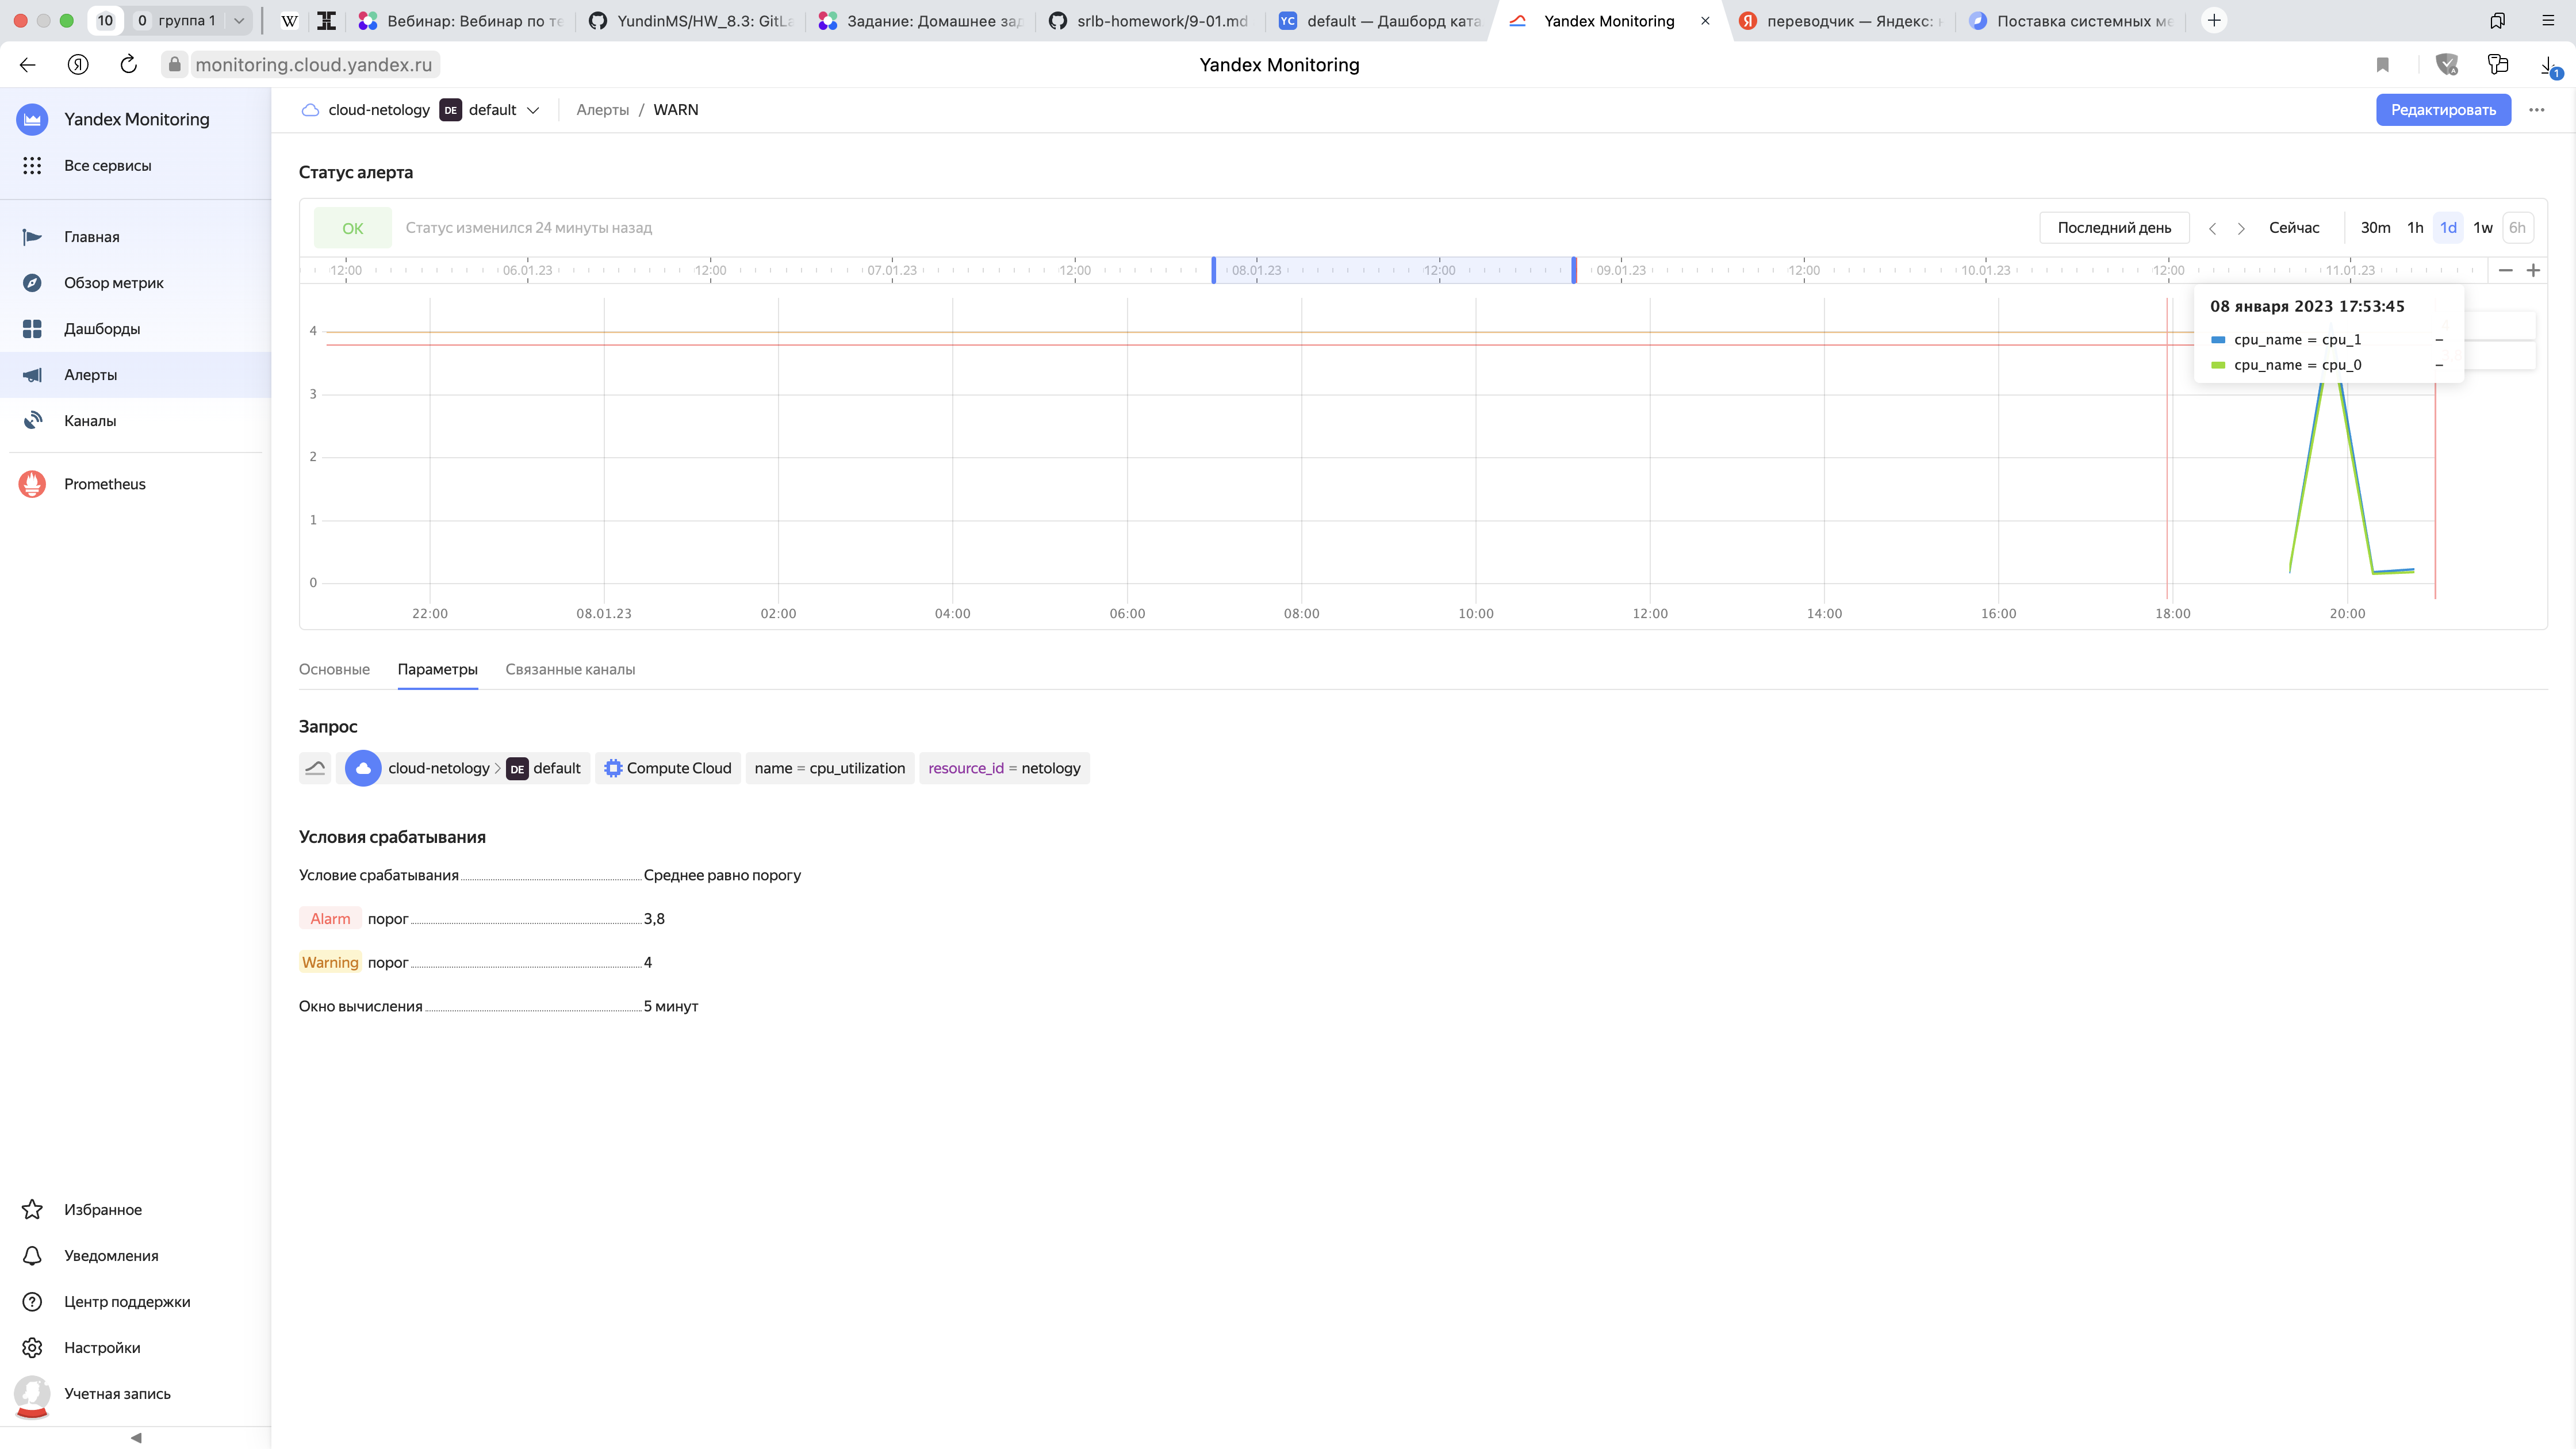 10 0 группа 1 W Вебинар: Вебинар по те YundinMS/HW_8.3: GitLa Задание: Домашнее зад srlb-homework/9-01.md YC default — Дашборд ката Yandex Monitoring Я переводчик — Яндекс: Поставка системных ме
Я monitoring.cloud.yandex.ru Yandex Monitoring 1
Yandex Monitoring
Все сервисы
Главная
Обзор метрик
Дашборды
Алерты
Каналы
Prometheus
Избранное
Уведомления
Центр поддержки
Настройки
Учетная запись
cloud-netology DE default Алерты / WARN Редактировать
Статус алерта
OK Статус изменился 24 минуты назад Последний день Сейчас 30m 1h 1d 1w 6h
12:00 06.01.23 12:00 07.01.23 12:00 08.01.23 12:00 09.01.23 12:00 10.01.23 12:00 11.01.23
08 января 2023 17:53:45
cpu_name = cpu_1 –
cpu_name = cpu_0 –
4
3
2
1
0
22:00 08.01.23 02:00 04:00 06:00 08:00 10:00 12:00 14:00 16:00 18:00 20:00
Основные Параметры Связанные каналы
Запрос
cloud-netology > DE default Compute Cloud name = cpu_utilization resource_id = netology
Условия срабатывания
Условие срабатывания Среднее равно порогу
Alarm порог 3,8
Warning порог 4
Окно вычисления 5 минут